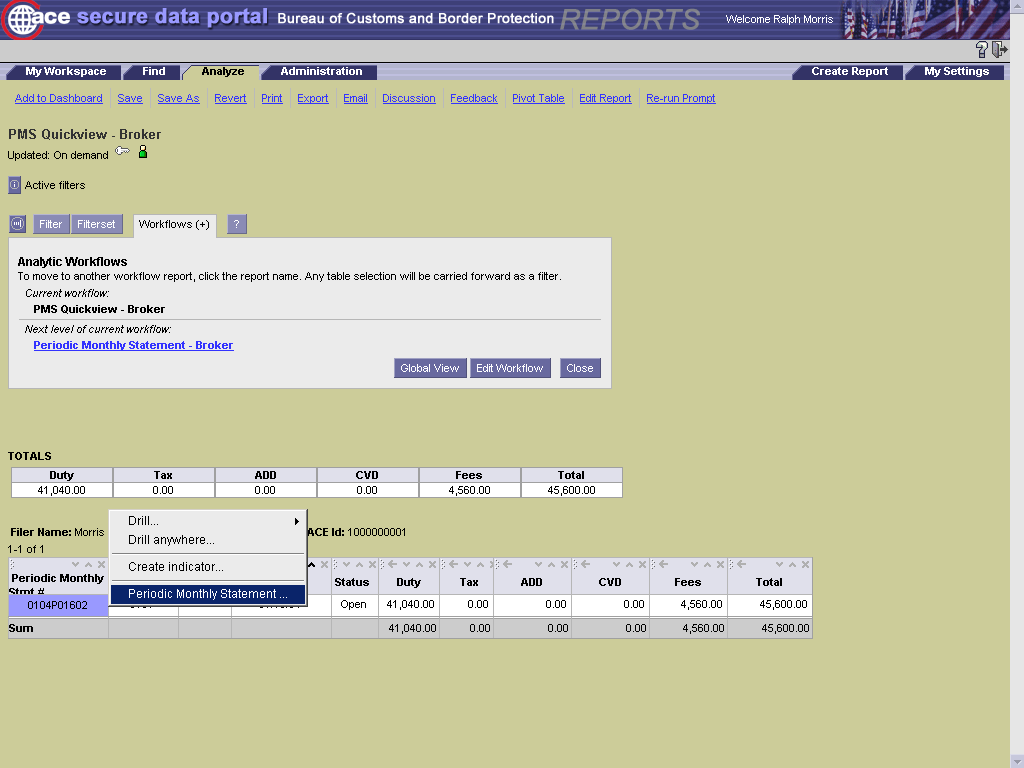 ace secure data portal Bureau of Customs and Border Protection REPORTS Welcome Ralph Morris
?
My Workspace Find Analyze Administration Create Report My Settings
Add to Dashboard Save Save As Revert Print Export Email Discussion Feedback Pivot Table Edit Report Re-run Prompt
PMS Quickview - Broker
Updated: On demand
Active filters
Filter Filterset Workflows (+) ?
Analytic Workflows
To move to another workflow report, click the report name. Any table selection will be carried forward as a filter.
Current workflow:
PMS Quickview - Broker
Next level of current workflow:
Periodic Monthly Statement - Broker
Global View Edit Workflow Close
TOTALS
Duty Tax ADD CVD Fees Total
41,040.00 0.00 0.00 0.00 4,560.00 45,600.00
Filer Name: Morris ACE Id: 1000000001
1-1 of 1
Drill...
Drill anywhere...
Create indicator...
Periodic Monthly Statement ...
Periodic Monthly Stmt # Status Duty Tax ADD CVD Fees Total
0104P01602 Open 41,040.00 0.00 0.00 0.00 4,560.00 45,600.00
Sum 41,040.00 0.00 0.00 0.00 4,560.00 45,600.00